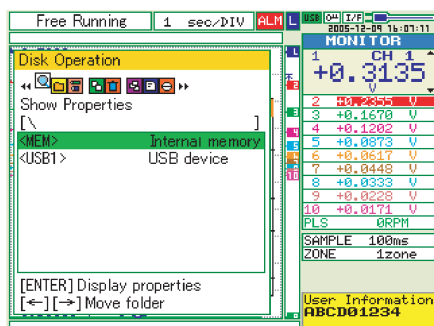 Free Running 1 sec/DIV ALM L USB I/F
2005-12-09 16:07:11
MONITOR
1 CH 1
+0.3135
V
2 +0.2355 V
3 +0.1670 V
4 +0.1202 V
5 +0.0873 V
6 +0.0617 V
7 +0.0448 V
8 +0.0333 V
9 +0.0228 V
10 +0.0171 V
PLS 0RPM
SAMPLE 100ms
ZONE 1zone
User Information
ABCD01234
Disk Operation
Show Properties
[\ ]
<MEM> Internal memory
<USB1> USB device
[ENTER] Display properties
[←][→] Move folder